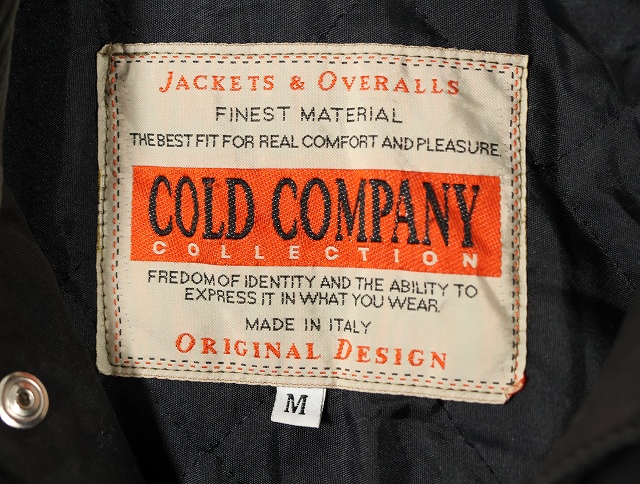 JACKETS & OVERALLS
FINEST MATERIAL
THE BEST FIT FOR REAL COMFORT AND PLEASURE.
COLD COMPANY
COLLECTION
FREDOM OF IDENTITY AND THE ABILITY TO
EXPRESS IT IN WHAT YOU WEAR.
MADE IN ITALY
ORIGINAL DESIGN
M